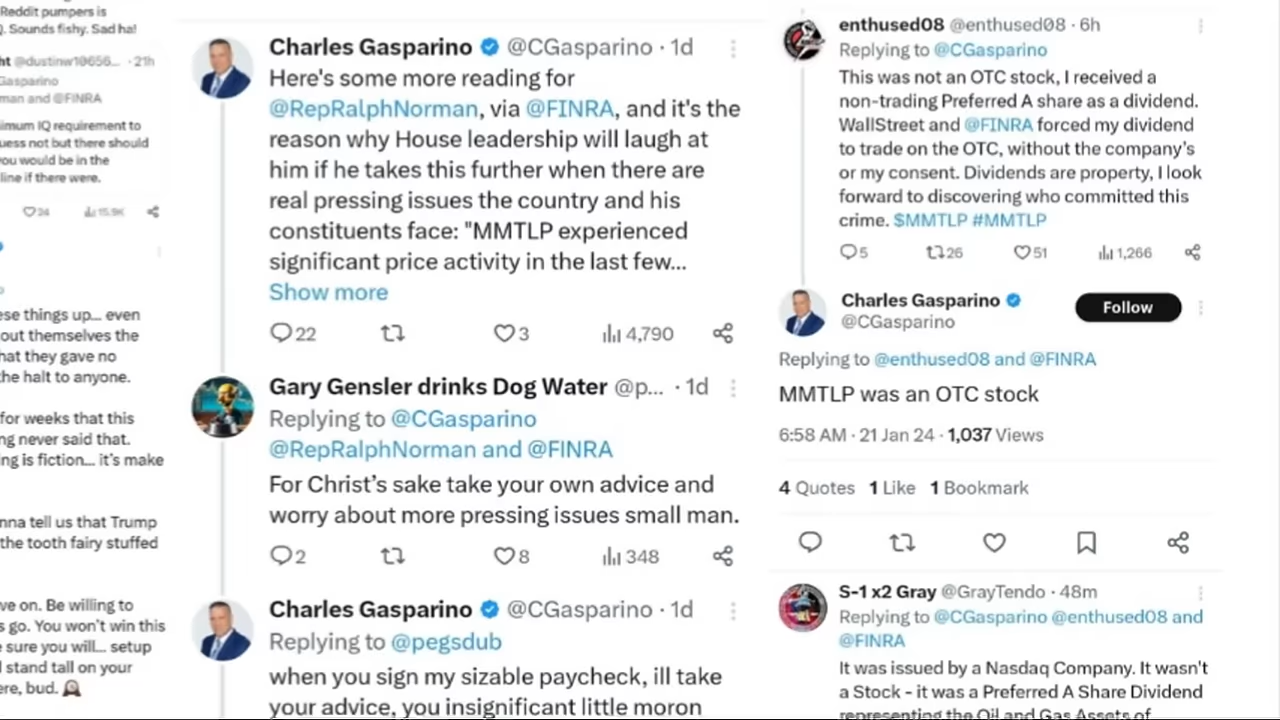 Reddit pumpers is
). Sounds fishy. Sad ha!
ht @dustinw10656... · 21h
Gasparino
man and @FINRA
imum IQ requirement to
uess not but there should
you would be in the
line if there were.
24 15.9K
ese things up... even
out themselves the
hat they gave no
the halt to anyone.
for weeks that this
ng never said that.
ing is fiction... it's make
nna tell us that Trump
the tooth fairy stuffed
ve on. Be willing to
s go. You won't win this
sure you will... setup
stand tall on your
ere, bud.
Charles Gasparino @CGasparino · 1d
Here's some more reading for
@RepRalphNorman, via @FINRA, and it's the
reason why House leadership will laugh at
him if he takes this further when there are
real pressing issues the country and his
constituents face: "MMTLP experienced
significant price activity in the last few...
Show more
22 3 4,790
Gary Gensler drinks Dog Water @p... · 1d
Replying to @CGasparino
@RepRalphNorman and @FINRA
For Christ's sake take your own advice and
worry about more pressing issues small man.
2 8 348
Charles Gasparino @CGasparino · 1d
Replying to @pegsdub
when you sign my sizable paycheck, ill take
your advice, you insignificant little moron
enthused08 @enthused08 · 6h
Replying to @CGasparino
This was not an OTC stock, I received a
non-trading Preferred A share as a dividend.
WallStreet and @FINRA forced my dividend
to trade on the OTC, without the company's
or my consent. Dividends are property, I look
forward to discovering who committed this
crime. $MMTLP #MMTLP
5 26 51 1,266
Charles Gasparino
@CGasparino
Follow
Replying to @enthused08 and @FINRA
MMTLP was an OTC stock
6:58 AM · 21 Jan 24 · 1,037 Views
4 Quotes 1 Like 1 Bookmark
S-1 x2 Gray @GrayTendo · 48m
Replying to @CGasparino @enthused08 and
@FINRA
It was issued by a Nasdaq Company. It wasn't
a Stock - it was a Preferred A Share Dividend
representing the Oil and Gas Assets of